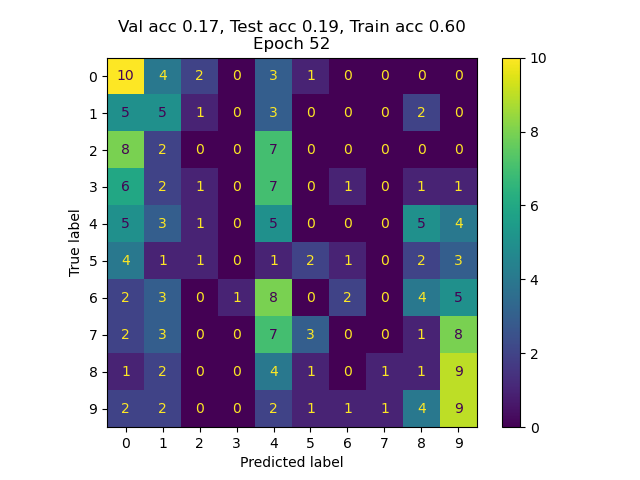 Val acc 0.17, Test acc 0.19, Train acc 0.60
Epoch 52
0 10 4 2 0 3 1 0 0 0 0
1 5 5 1 0 3 0 0 0 2 0
2 8 2 0 0 7 0 0 0 0 0
3 6 2 1 0 7 0 1 0 1 1
4 5 3 1 0 5 0 0 0 5 4
5 4 1 1 0 1 2 1 0 2 3
6 2 3 0 1 8 0 2 0 4 5
7 2 3 0 0 7 3 0 0 1 8
8 1 2 0 0 4 1 0 1 1 9
9 2 2 0 0 2 1 1 1 4 9
0 1 2 3 4 5 6 7 8 9
Predicted label
True label
10
8
6
4
2
0